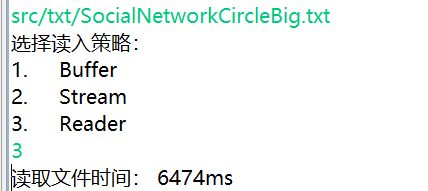 src/txt/SocialNetworkCircleBig.txt
选择读入策略：
1. Buffer
2. Stream
3. Reader
3
读取文件时间： 6474ms